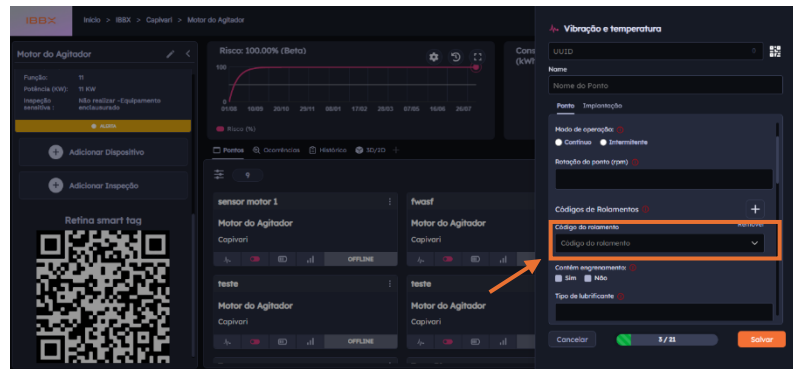 IBBX
Início > IBBX > Capivari > Motor do Agitador
Motor do Agitador
Função: 11
Potência (KW): 11 KW
Inspeção sensitiva : Não realizar -Equipamento enclausurado
ALERTA
Adicionar Dispositivo
Adicionar Inspeção
Retina smart tag
Risco: 100.00% (Beta)
100
0
01/08 10/09 20/10 29/11 08/01 17/02 28/03 07/05 16/06 26/07
Risco (%)
Cons
(kWh
Pontos Ocorrências Histórico 3D/2D
9
sensor motor 1
Motor do Agitador
Capivari
OFFLINE
fwasf
Motor do Agitador
Capivari
teste
Motor do Agitador
Capivari
OFFLINE
teste
Motor do Agitador
Capivari
Vibração e temperatura
UUID
Name
Nome do Ponto
Ponto Implantação
Modo de operação:
Contínuo Intermitente
Rotação do ponto (rpm)
Códigos de Rolamentos
Código do rolamento Remover
Código do rolamento
Contém engrenamento:
Sim Não
Tipo de lubrificante
Cancelar 3 / 21 Salvar